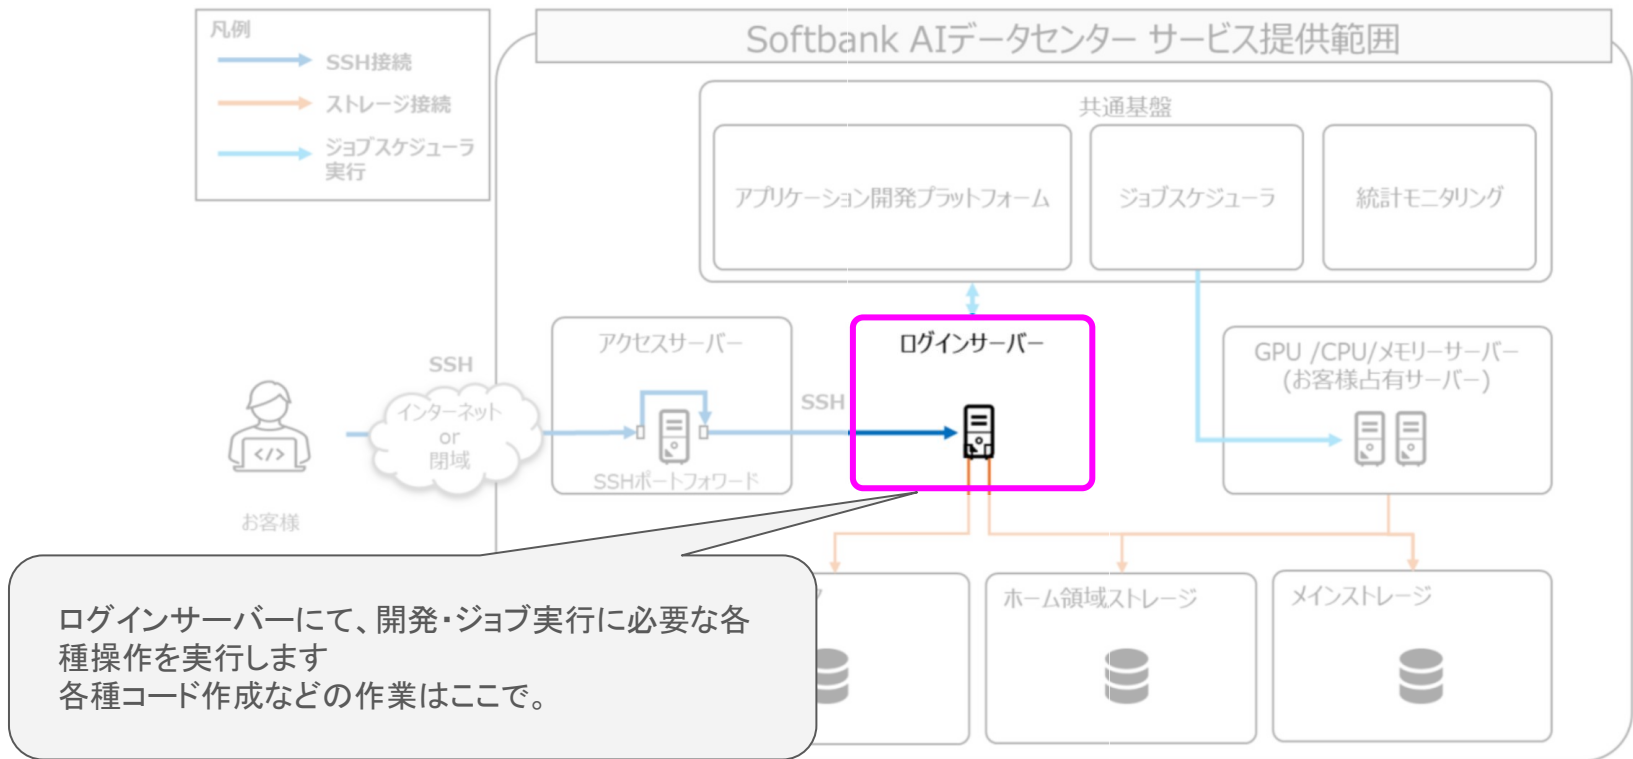 凡例
SSH接続
ストレージ接続
ジョブスケジューラ
実行
Softbank AIデータセンター サービス提供範囲
共通基盤
アプリケーション開発プラットフォーム
ジョブスケジューラ
統計モニタリング
アクセスサーバー
ログインサーバー
GPU /CPU/メモリーサーバー
(お客様占有サーバー)
SSH
インターネット
or
閉域
SSH
</>
SSHポートフォワード
お客様
ログインサーバーにて、開発・ジョブ実行に必要な各
種操作を実行します
各種コード作成などの作業はここで。
ホーム領域ストレージ
メインストレージ